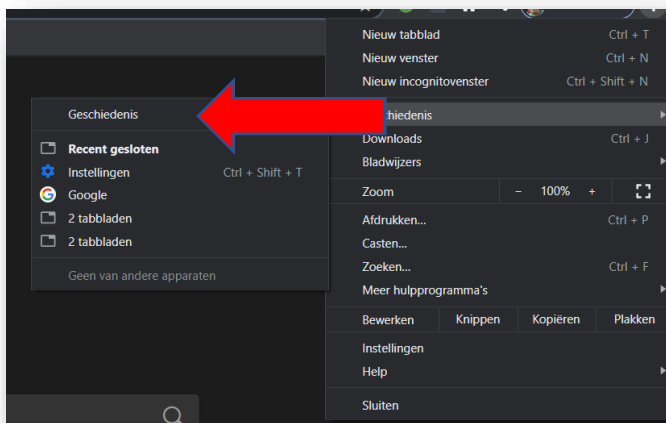 Nieuw tabblad Ctrl + T
Nieuw venster Ctrl + N
Nieuw incognitovenster Ctrl + Shift + N
chiedenis
Downloads Ctrl + J
Bladwijzers
Zoom - 100% +
Afdrukken... Ctrl + P
Casten...
Zoeken... Ctrl + F
Meer hulpprogramma's
Bewerken Knippen Kopiëren Plakken
Instellingen
Help
Sluiten
Geschiedenis
Recent gesloten
Instellingen Ctrl + Shift + T
Google
2 tabbladen
2 tabbladen
Geen van andere apparaten